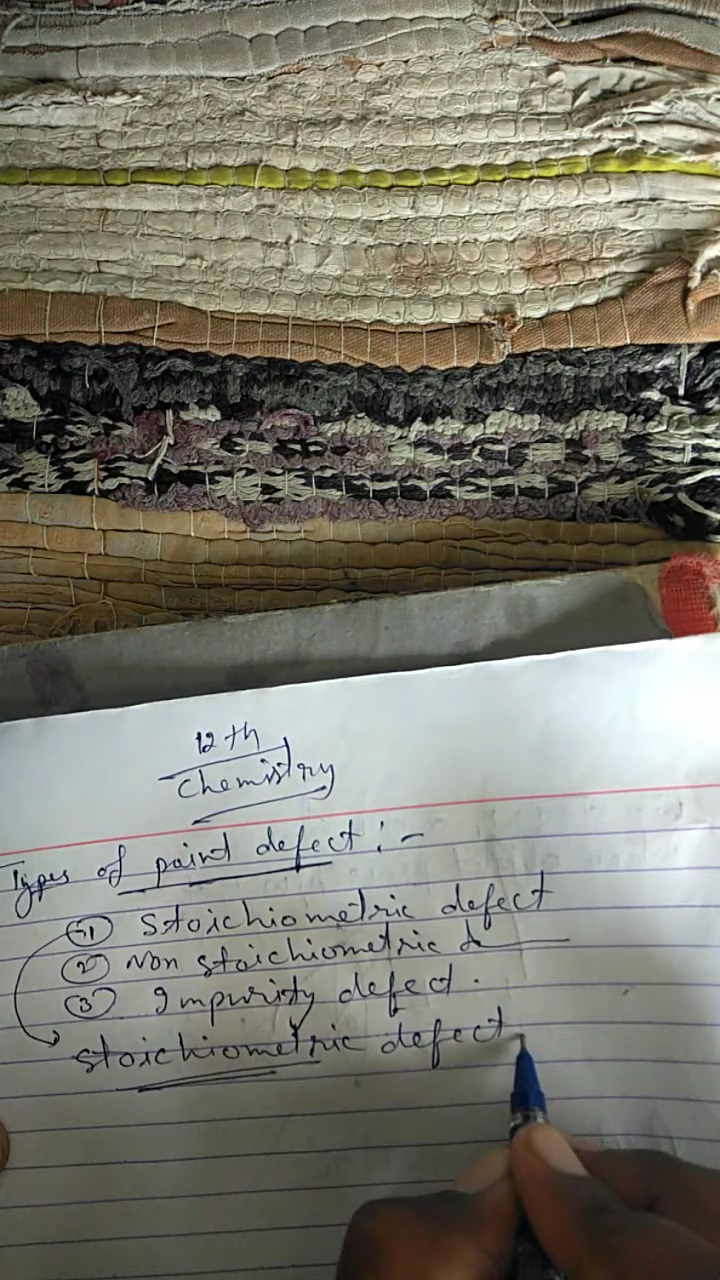 12th
Chemistry
Types of point defect : -
① Stoichiometric defect
② Non stoichiometric d
③ Impurity defect.
Stoichiometric defect